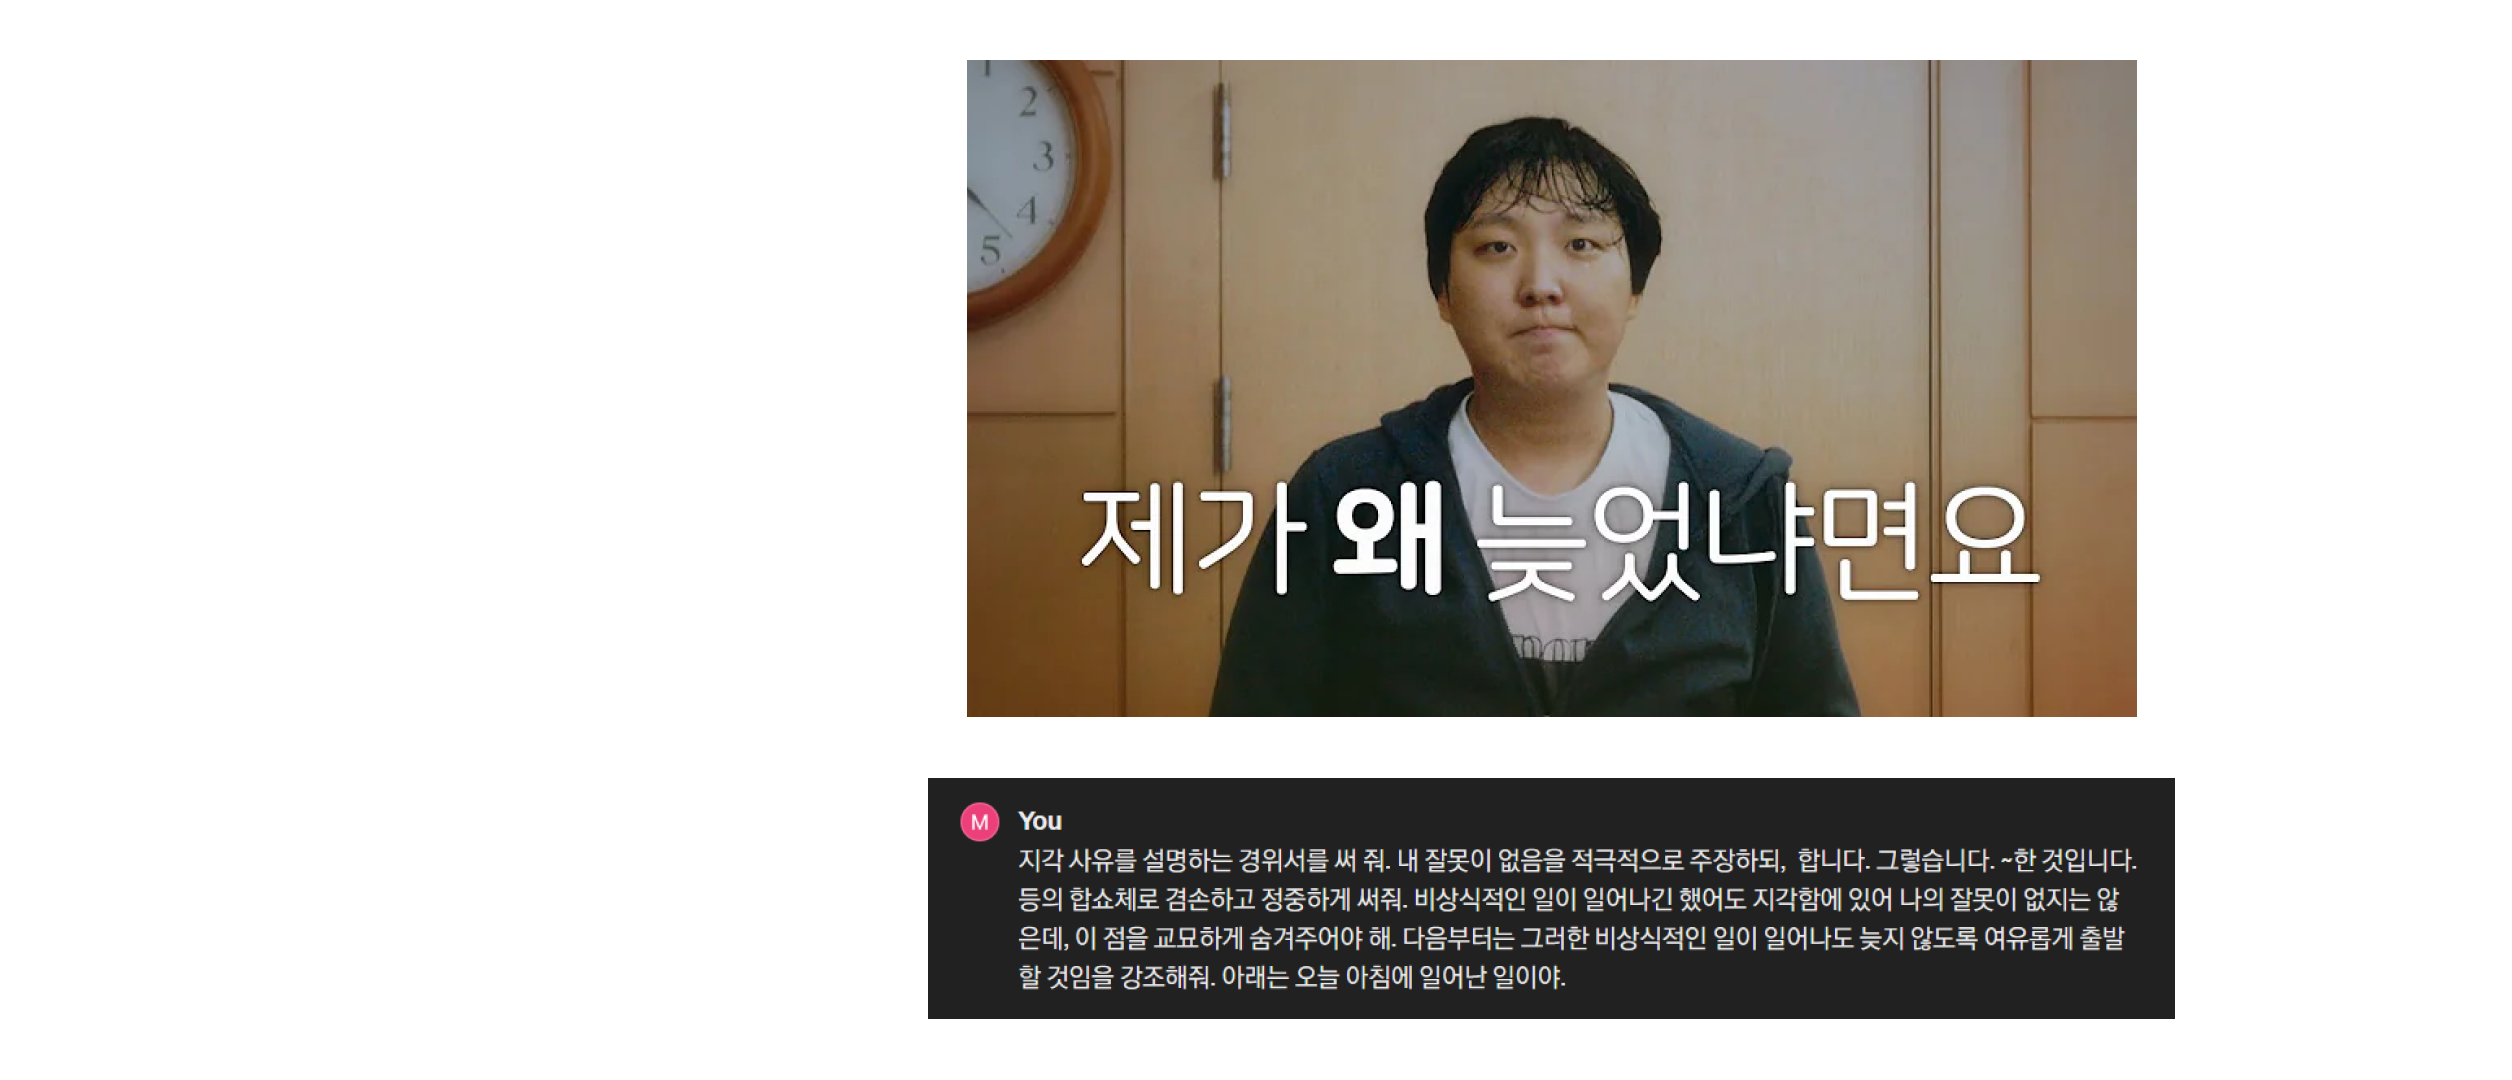 1
2
3
4
5
제가 왜 늦었냐면요
M
You
지각 사유를 설명하는 경위서를 써 줘. 내 잘못이 없음을 적극적으로 주장하되,  합니다. 그렇습니다. ~한 것입니다.
등의 합쇼체로 겸손하고 정중하게 써줘. 비상식적인 일이 일어나긴 했어도 지각함에 있어 나의 잘못이 없지는 않
은데, 이 점을 교묘하게 숨겨주어야 해. 다음부터는 그러한 비상식적인 일이 일어나도 늦지 않도록 여유롭게 출발
할 것임을 강조해줘. 아래는 오늘 아침에 일어난 일이야.